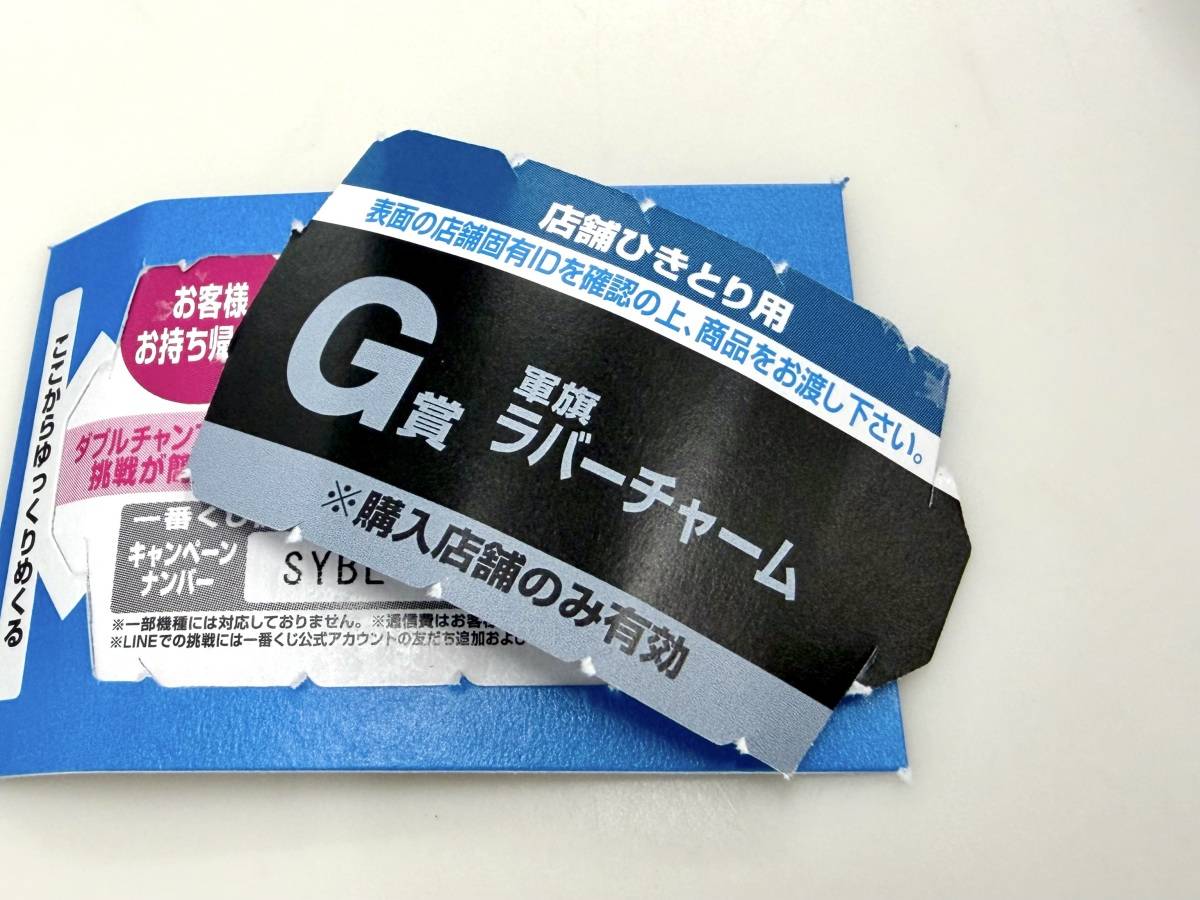 店舗ひきとり用
表面の店舗固有IDを確認の上、商品をお渡し下さい。
G賞
軍旗
ラバーチャーム
※購入店舗のみ有効
ここからゆっくりめくる
お客様
お持ち帰
ダブルチャン
挑戦が簡
一番くじ
キャンペーン
ナンバー
SYBE
※一部機種には対応しておりません。※通信費はお客様
※LINEでの挑戦には一番くじ公式アカウントの友だち追加およ